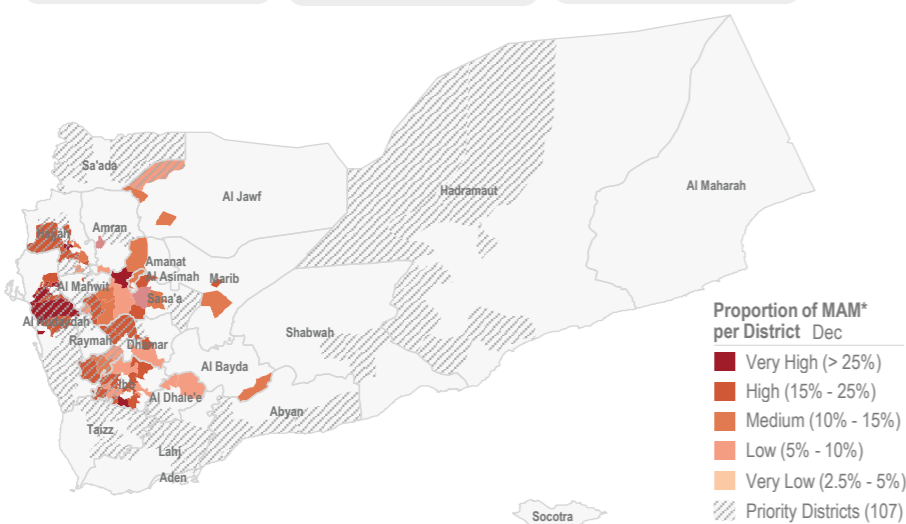 Sa'ada
Al Jawf
Hadramaut
Al Maharah
Hajjah
Amran
Amanat
Al Asimah
Marib
Al Mahwit
Sana'a
Al Hudaydah
Raymah
Dhamar
Shabwah
Al Bayda
Ibb
Al Dhale'e
Abyan
Taizz
Lahj
Aden
Socotra
Proportion of MAM*
per District Dec
Very High (> 25%)
High (15% - 25%)
Medium (10% - 15%)
Low (5% - 10%)
Very Low (2.5% - 5%)
Priority Districts (107)